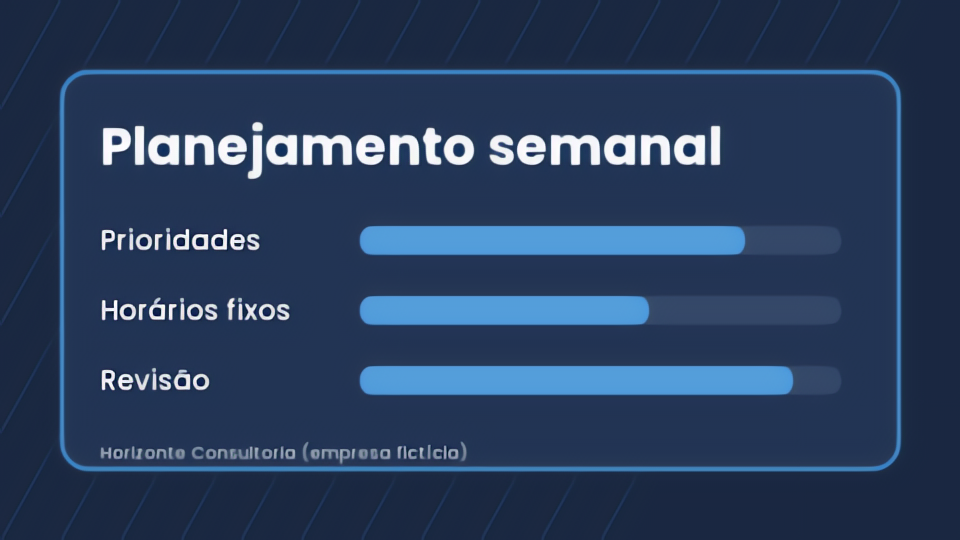 Planejamento semanal
Prioridades
Horários fixos
Revisão
Horizonte Consultoria (empresa fictícia)